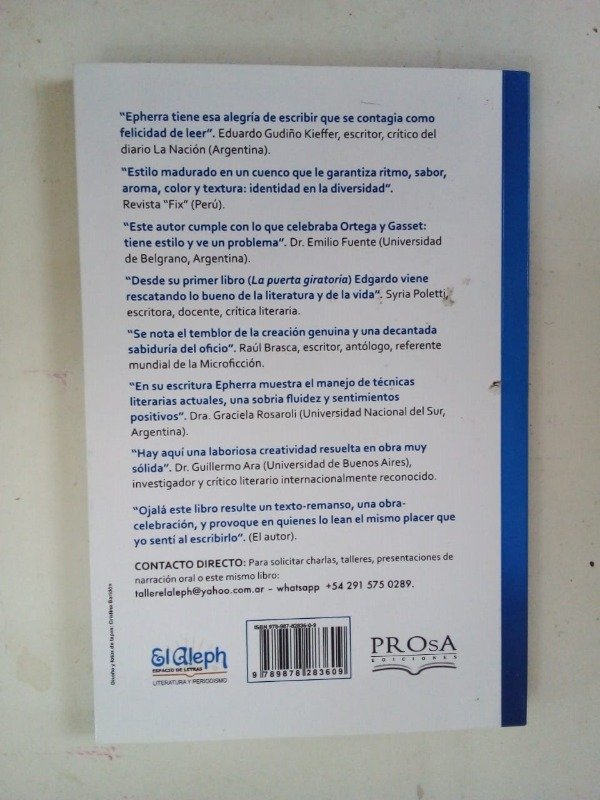 "Epherra tiene esa alegría de escribir que se contagia como
felicidad de leer". Eduardo Gudiño Kieffer, escritor, crítico del
diario La Nación (Argentina).
"Estilo madurado en un cuenco que le garantiza ritmo, sabor,
aroma, color y textura: identidad en la diversidad".
Revista "Fix" (Perú).
"Este autor cumple con lo que celebraba Ortega y Gasset:
tiene estilo y ve un problema". Dr. Emilio Fuente (Universidad
de Belgrano, Argentina).
"Desde su primer libro (La puerta giratoria) Edgardo viene
rescatando lo bueno de la literatura y de la vida". Syria Poletti,
escritora, docente, crítica literaria.
"Se nota el temblor de la creación genuina y una decantada
sabiduría del oficio". Raúl Brasca, escritor, antólogo, referente
mundial de la Microficción.
"En su escritura Epherra muestra el manejo de técnicas
literarias actuales, una sobria fluidez y sentimientos
positivos". Dra. Graciela Rosaroli (Universidad Nacional del Sur,
Argentina).
"Hay aquí una laboriosa creatividad resuelta en obra muy
sólida". Dr. Guillermo Ara (Universidad de Buenos Aires),
investigador y crítico literario internacionalmente reconocido.
"Ojalá este libro resulte un texto-remanso, una obra-
celebración, y provoque en quienes lo lean el mismo placer que
yo sentí al escribirlo". (El autor).
CONTACTO DIRECTO: Para solicitar charlas, talleres, presentaciones de
narración oral o este mismo libro:
tallerelaleph@yahoo.com.ar - whatsapp +54 291 575 0289.
El aleph
ESPACIO DE LETRAS
LITERATURA Y PERIODISMO
ISBN 978-987-82836-0-9
9 789878 283609
PROSA
EDICIONES